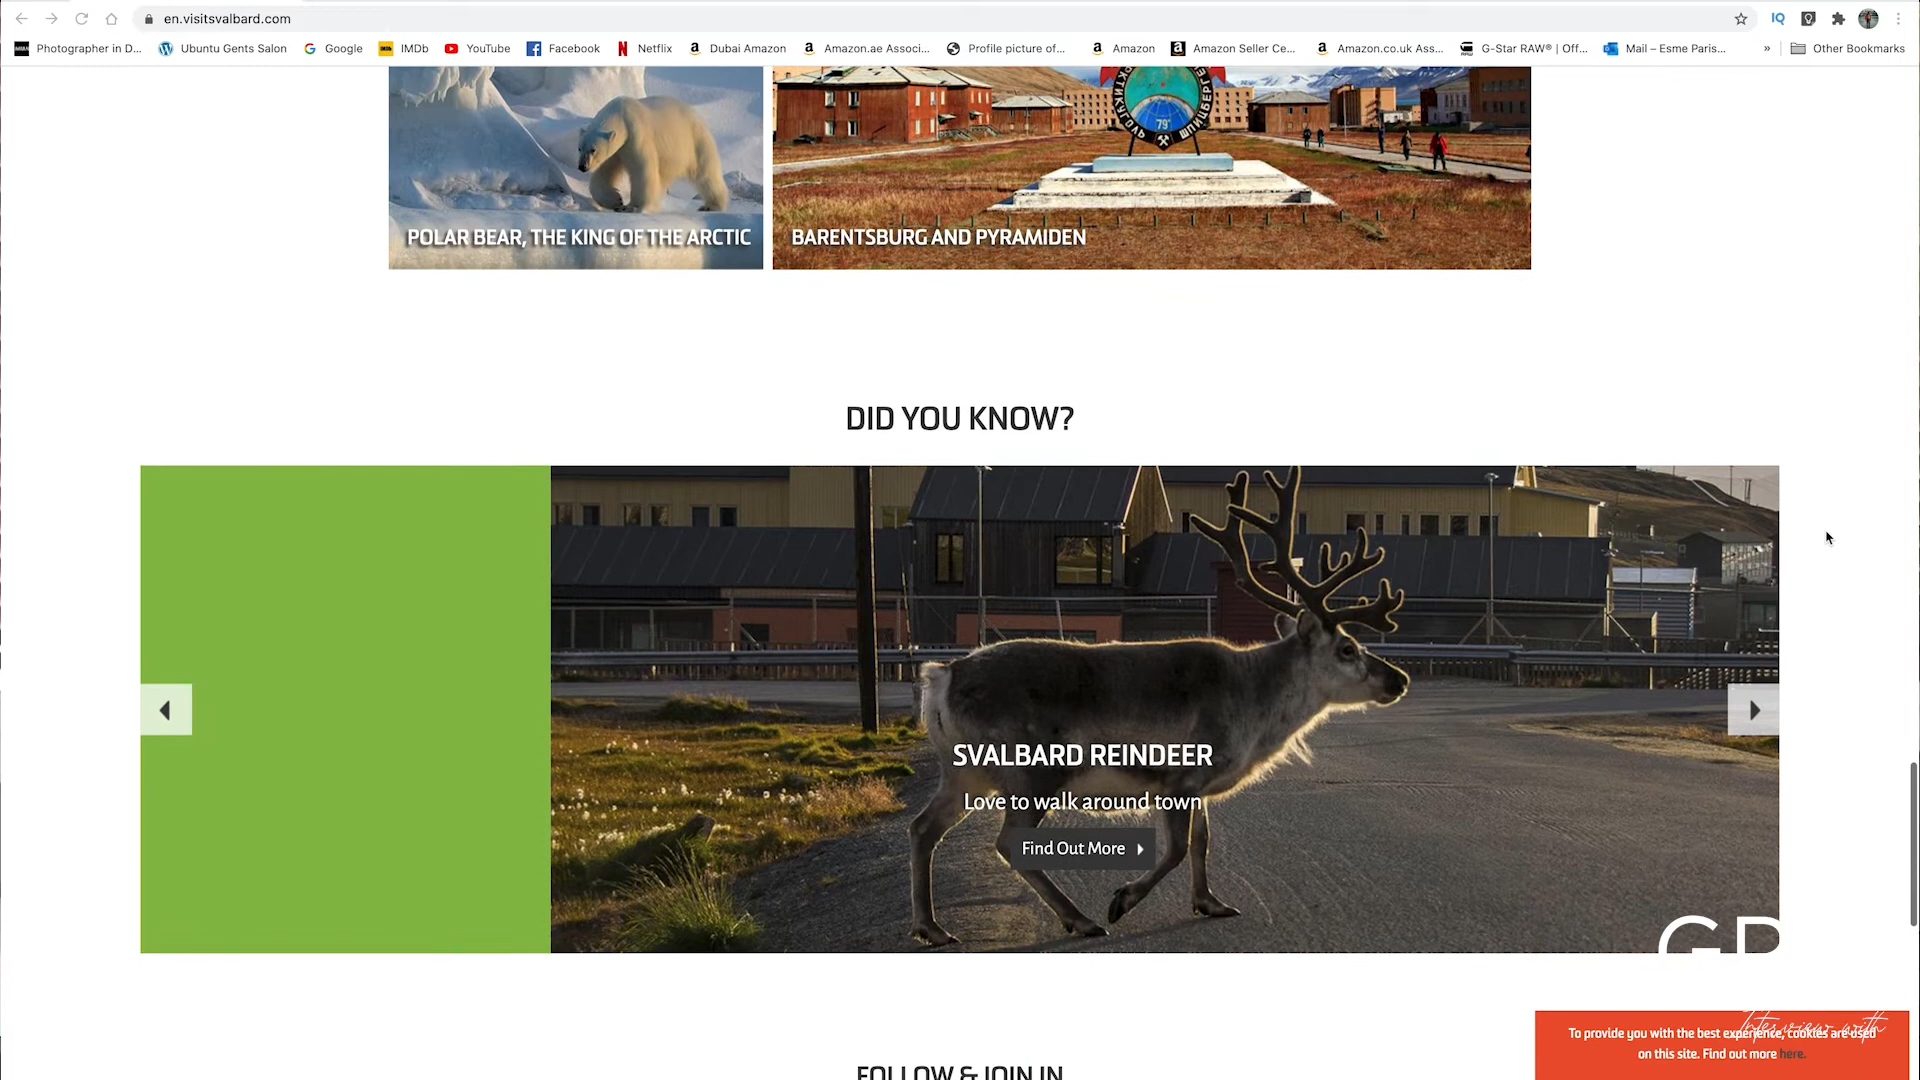 en.visitsvalbard.com
IQ
Photographer in D...
Ubuntu Gents Salon
Google
IMDb
YouTube
Facebook
Netflix
Dubai Amazon
Amazon.ae Associ...
Profile picture of...
Amazon
Amazon Seller Ce...
Amazon.co.uk Ass...
G-Star RAW® | Off...
Mail – Esme Paris...
»
Other Bookmarks
79°
POLAR BEAR, THE KING OF THE ARCTIC
BARENTSBURG AND PYRAMIDEN
DID YOU KNOW?
SVALBARD REINDEER
Love to walk around town
Find Out More
Interview with
To provide you with the best experience, cookies are used
on this site. Find out more here.
FOLLOW & JOIN IN